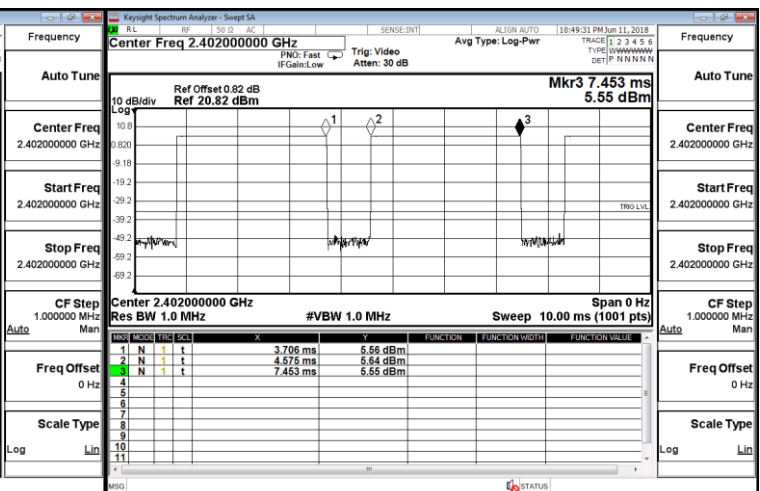 Keysight Spectrum Analyzer - Swept SA
RL RF 50 Ω AC SENSE:INT ALIGN AUTO 10:49:31 PM Jun 11, 2018
Center Freq 2.402000000 GHz Avg Type: Log-Pwr TRACE 1 2 3 4 5 6
PNO: Fast Trig: Video TYPE WWWWWW
IFGain:Low Atten: 30 dB DET P N N N N N
Ref Offset 0.82 dB Mkr3 7.453 ms
10 dB/div Ref 20.82 dBm 5.55 dBm
Log
10.8
0.820
-9.18
-19.2
-29.2
-39.2
-49.2
-59.2
-69.2
1 2 3
TRIG LVL
Center 2.402000000 GHz Span 0 Hz
Res BW 1.0 MHz #VBW 1.0 MHz Sweep 10.00 ms (1001 pts)
MKR MODE TRC SCL X Y FUNCTION FUNCTION WIDTH FUNCTION VALUE
1 N 1 t 3.706 ms 5.56 dBm
2 N 1 t 4.575 ms 5.64 dBm
3 N 1 t 7.453 ms 5.55 dBm
4
5
6
7
8
9
10
11
MSG STATUS
Frequency
Auto Tune
Center Freq
2.402000000 GHz
Start Freq
2.402000000 GHz
Stop Freq
2.402000000 GHz
CF Step
1.000000 MHz
Auto Man
Freq Offset
0 Hz
Scale Type
Log Lin
Frequency
Auto Tune
Center Freq
2.402000000 GHz
Start Freq
2.402000000 GHz
Stop Freq
2.402000000 GHz
CF Step
1.000000 MHz
Auto Man
Freq Offset
0 Hz
Scale Type
Log Lin